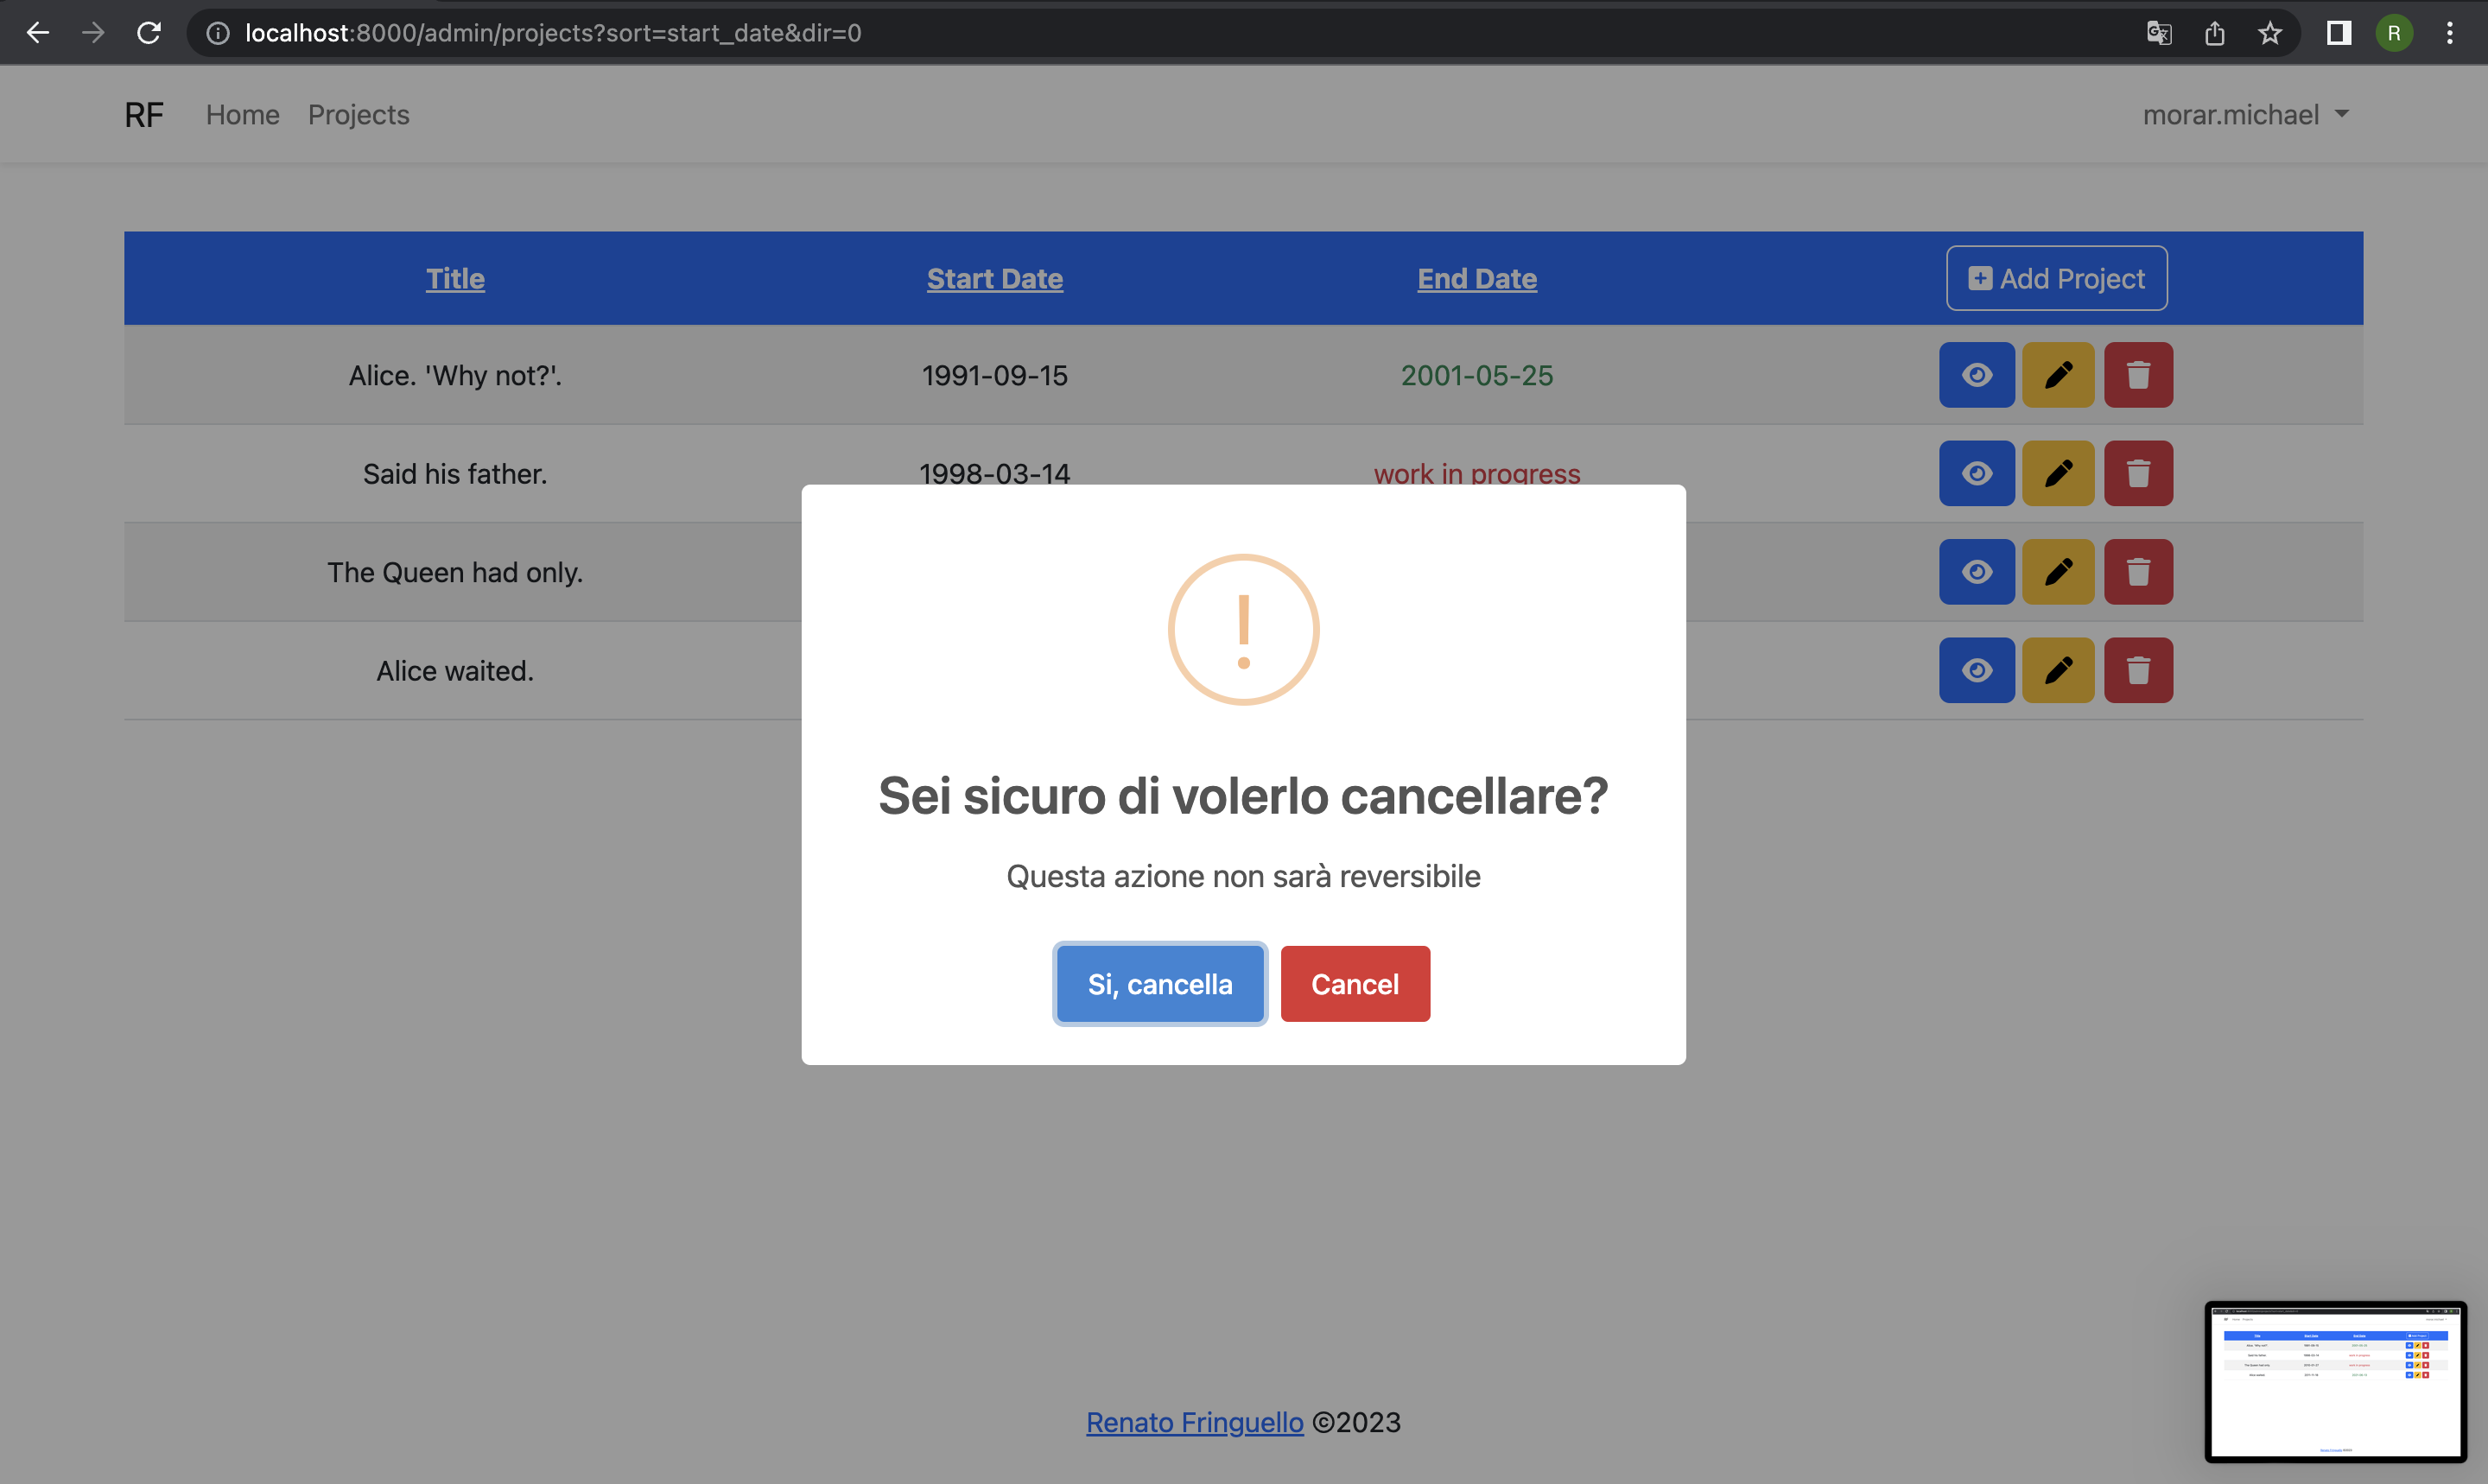 localhost:8000/admin/projects?sort=start_date&dir=0
R
RF Home Projects morar.michael
Title Start Date End Date Add Project
Alice. 'Why not?'. 1991-09-15 2001-05-25
Said his father. 1998-03-14 work in progress
The Queen had only.
Alice waited.
Sei sicuro di volerlo cancellare?
Questa azione non sarà reversibile
Si, cancella Cancel
Renato Fringuello ©2023